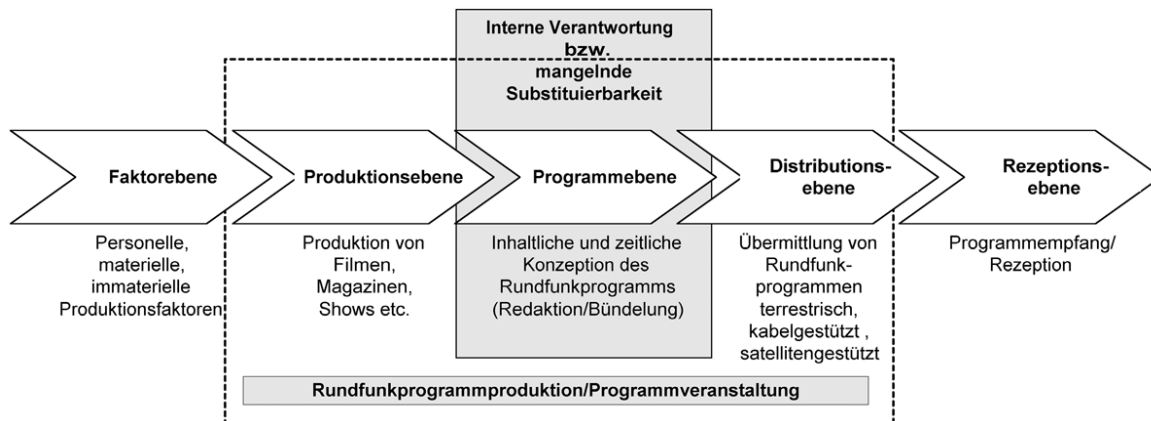 Interne Verantwortung
bzw.
mangelnde
Substituierbarkeit
Faktorebene
Produktionsebene
Programmebene
Distributions-
ebene
Rezeptions-
ebene
Personelle,
materielle,
immaterielle
Produktionsfaktoren
Produktion von
Filmen,
Magazinen,
Shows etc.
Inhaltliche und zeitliche
Konzeption des
Rundfunkprogramms
(Redaktion/Bündelung)
Übermittlung von
Rundfunk-
programmen
terrestrisch,
kabelgestützt ,
satellitengestützt
Programmempfang/
Rezeption
Rundfunkprogrammproduktion/Programmveranstaltung